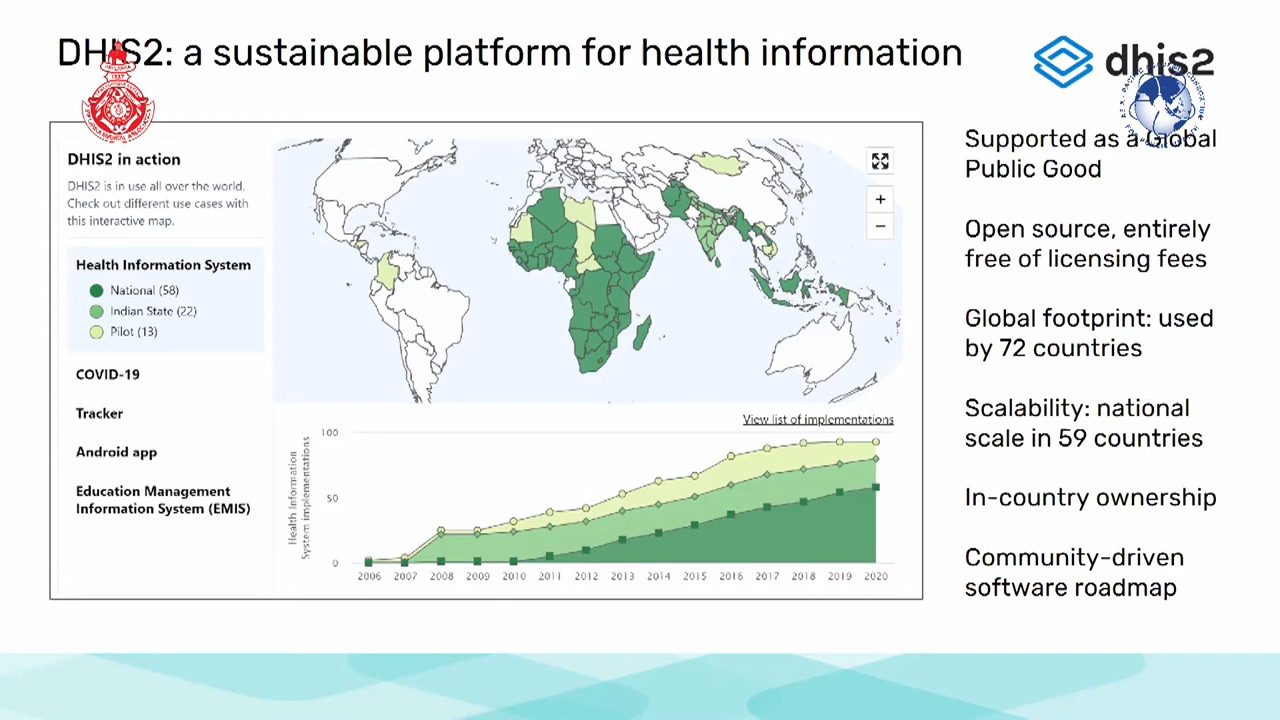 DHIS2: a sustainable platform for health information
dhis2
DHIS2 in action
DHIS2 is in use all over the world.
Check out different use cases with
this interactive map.
Health Information System
National (58)
Indian State (22)
Pilot (13)
COVID-19
Tracker
Android app
Education Management
Information System (EMIS)
+
−
View list of implementations
Health Information
System implementations
100
50
0
2006 2007 2008 2009 2010 2011 2012 2013 2014 2015 2016 2017 2018 2019 2020
Supported as a Global
Public Good
Open source, entirely
free of licensing fees
Global footprint: used
by 72 countries
Scalability: national
scale in 59 countries
In-country ownership
Community-driven
software roadmap